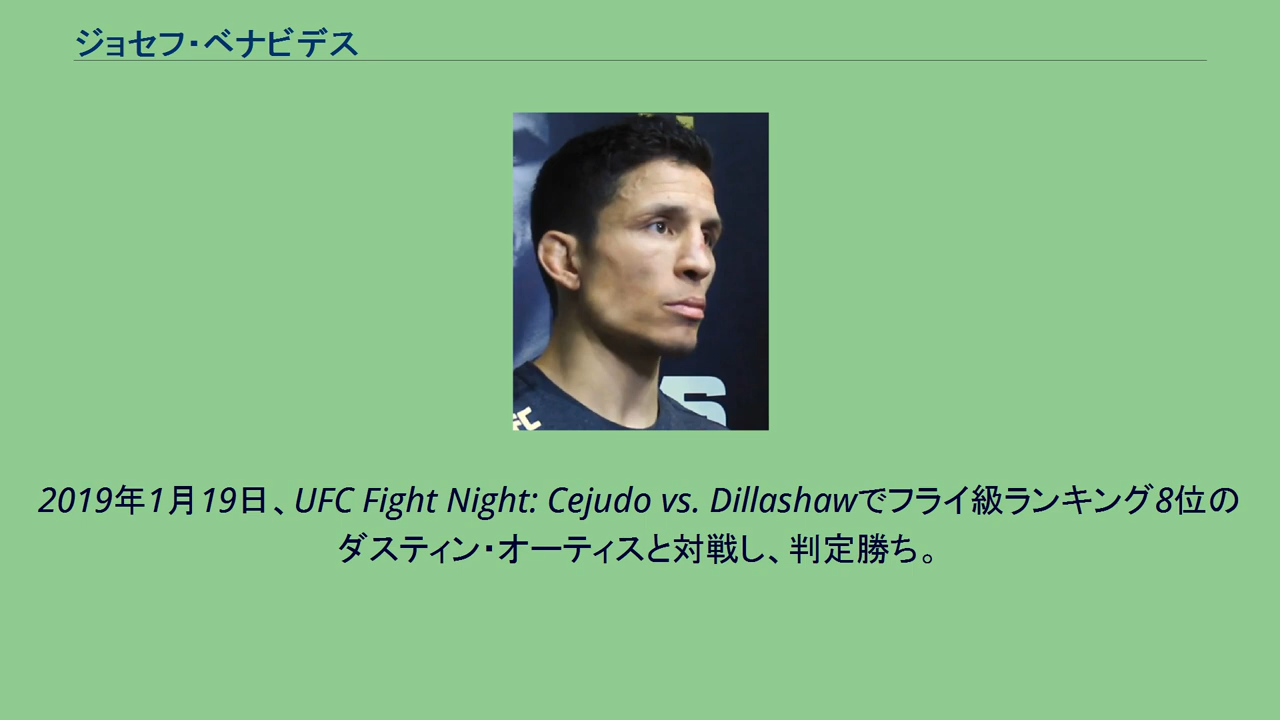 ジョセフ・ベナビデス
FC
S
2019年1月19日、UFC Fight Night: Cejudo vs. Dillashawでフライ級ランキング8位の
ダスティン・オーティスと対戦し、判定勝ち。